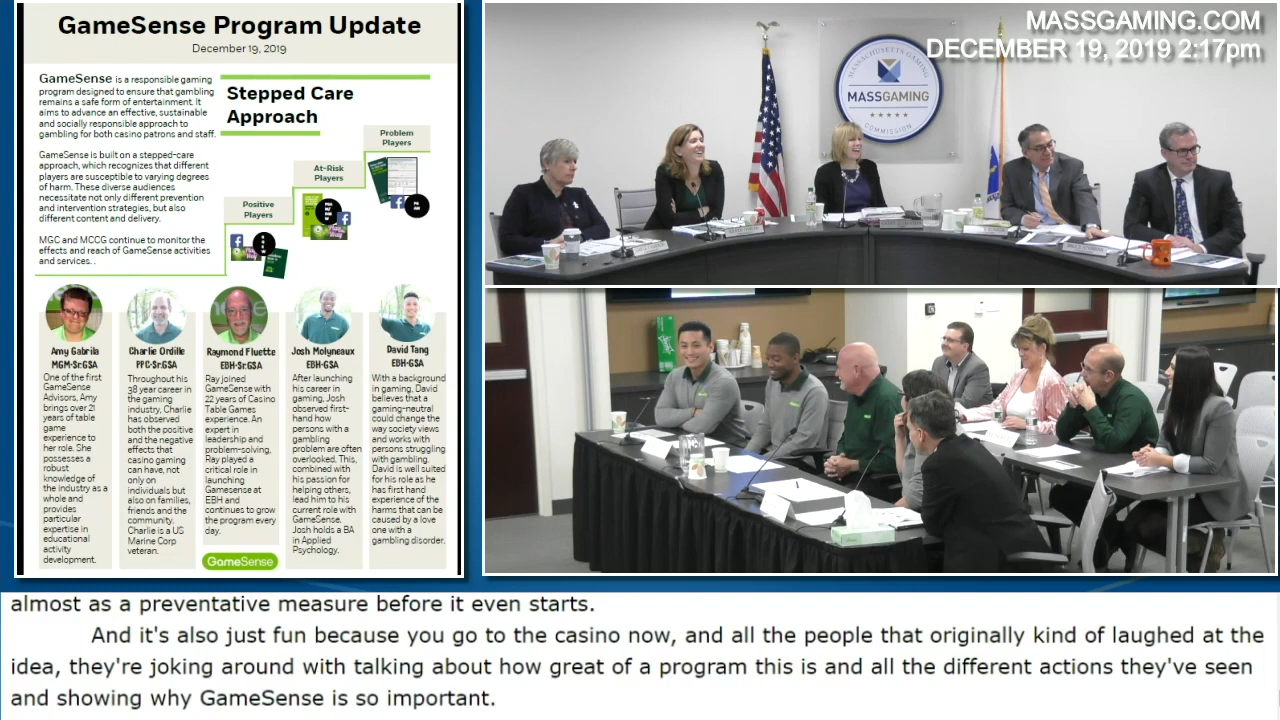 GameSense Program Update
December 19, 2019
GameSense is a responsible gaming
program designed to ensure that gambling
remains a safe form of entertainment. It
aims to advance an effective, sustainable
and socially responsible approach to
gambling for both casino patrons and staff.
GameSense is built on a stepped-care
approach, which recognizes that different
players are susceptible to varying degrees
of harm. These diverse audiences
necessitate not only different prevention
and intervention strategies, but also
different content and delivery.
MGC and MCCG continue to monitor the
effects and reach of GameSense activities
and services. .
Stepped Care
Approach
Problem
Players
At-Risk
Players
Positive
Players
Amy Gabrila
MGM-Sr.GSA
One of the first
GameSense
Advisors, Amy
brings over 21
years of table
game
experience to
her role. She
possesses a
robust
knowledge of
the industry as a
whole and
provides
particular
expertise in
educational
activity
development.
Charlie Ordille
PPC-Sr.GSA
Throughout his
38 year career in
the gaming
industry, Charlie
has observed
both the positive
and the negative
effects that
casino gaming
can have, not
only on
individuals but
also on families,
friends and the
community.
Charlie is a US
Marine Corp
veteran.
Raymond Fluette
EBH-Sr.GSA
Ray joined
GameSense with
22 years of Casino
Table Games
experience. An
expert in
leadership and
problem-solving,
Ray played a
critical role in
launching
Gamesense at
EBH and
continues to grow
the program every
day.
GameSense
Josh Molyneaux
EBH-GSA
After launching
his career in
gaming, Josh
observed first-
hand how
persons with a
gambling
problem are often
overlooked. This,
combined with
his passion for
helping others,
lead him to his
current role with
GameSense.
Josh holds a BA
in Applied
Psychology.
David Tang
EBH-GSA
With a background
in gaming, David
believes that a
gaming-neutral
could change the
way society views
and works with
persons struggling
with gambling.
David is well suited
for his role as he
has first hand
experience of the
harms that can be
caused by a love
one with a
gambling disorder.
MASSGAMING.COM
DECEMBER 19, 2019 2:17pm
MASSACHUSETTS GAMING
MASSGAMING
COMMISSION
almost as a preventative measure before it even starts.
And it's also just fun because you go to the casino now, and all the people that originally kind of laughed at the
idea, they're joking around with talking about how great of a program this is and all the different actions they've seen
and showing why GameSense is so important.